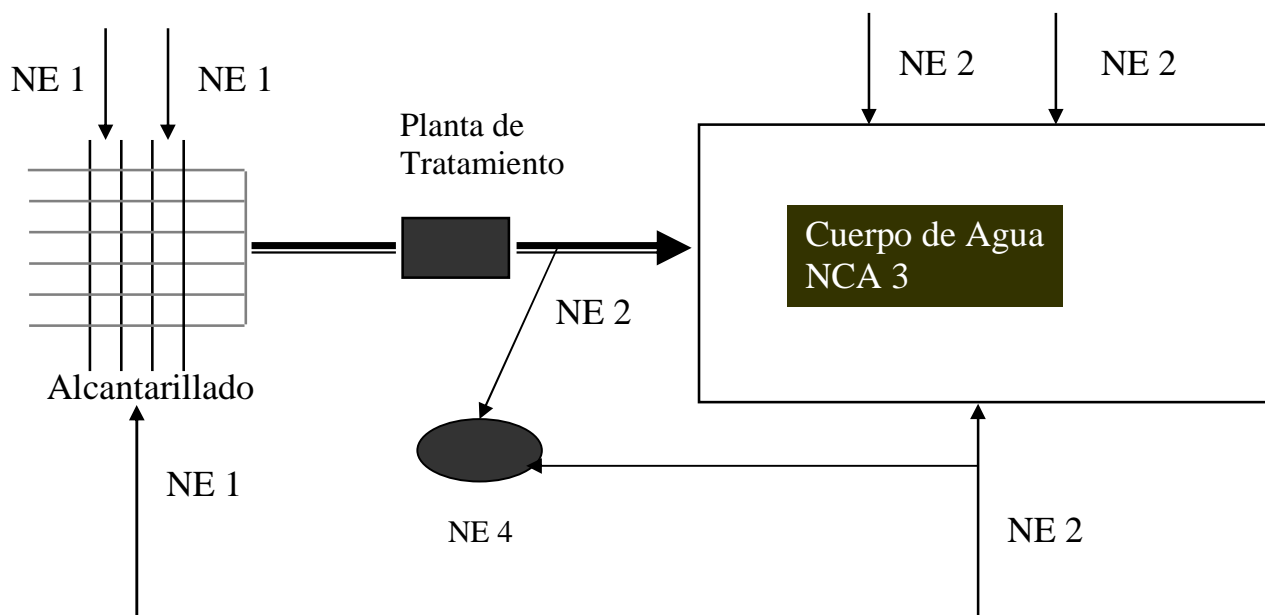 NE 1
NE 1
NE 2
NE 2
Planta de
Tratamiento
Cuerpo de Agua
NCA 3
NE 2
Alcantarillado
NE 1
NE 4
NE 2